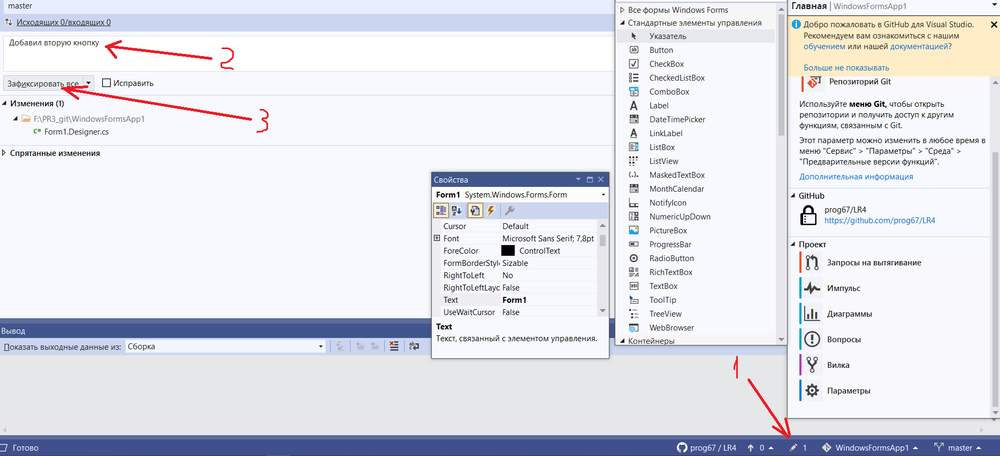 master
Исходящих 0/входящих 0
Добавил вторую кнопку
2
Зафиксировать все
Исправить
3
Изменения (1)
F:\PR3_git\WindowsFormsApp1
C# Form1.Designer.cs
Спрятанные изменения
Свойства
Form1 System.Windows.Forms.Form
Cursor Default
Font Microsoft Sans Serif; 7,8pt
ForeColor ControlText
FormBorderStyle Sizable
RightToLeft No
RightToLeftLayo False
Text Form1
UseWaitCursor False
Text
Текст, связанный с элементом управления.
Все формы Windows Forms
Стандартные элементы управления
Указатель
Button
CheckBox
CheckedListBox
ComboBox
Label
DateTimePicker
LinkLabel
ListBox
ListView
MaskedTextBox
MonthCalendar
NotifyIcon
NumericUpDown
PictureBox
ProgressBar
RadioButton
RichTextBox
TextBox
ToolTip
TreeView
WebBrowser
Контейнеры
1
Главная | WindowsFormsApp1
Добро пожаловать в GitHub для Visual Studio.
Рекомендуем вам ознакомиться с нашим
обучением или нашей документацией?
Больше не показывать
Репозиторий Git
Используйте меню Git, чтобы открыть
репозитории и получить доступ к другим
функциям, связанным с Git.
Этот параметр можно изменить в любое время в
меню "Сервис" > "Параметры" > "Среда" >
"Предварительные версии функций".
Дополнительная информация
GitHub
prog67/LR4
https://github.com/prog67/LR4
Проект
Запросы на вытягивание
Импульс
Диаграммы
Вопросы
Вилка
Параметры
Вывод
Показать выходные данные из: Сборка
Готово
prog67 / LR4 0 1 WindowsFormsApp1 master